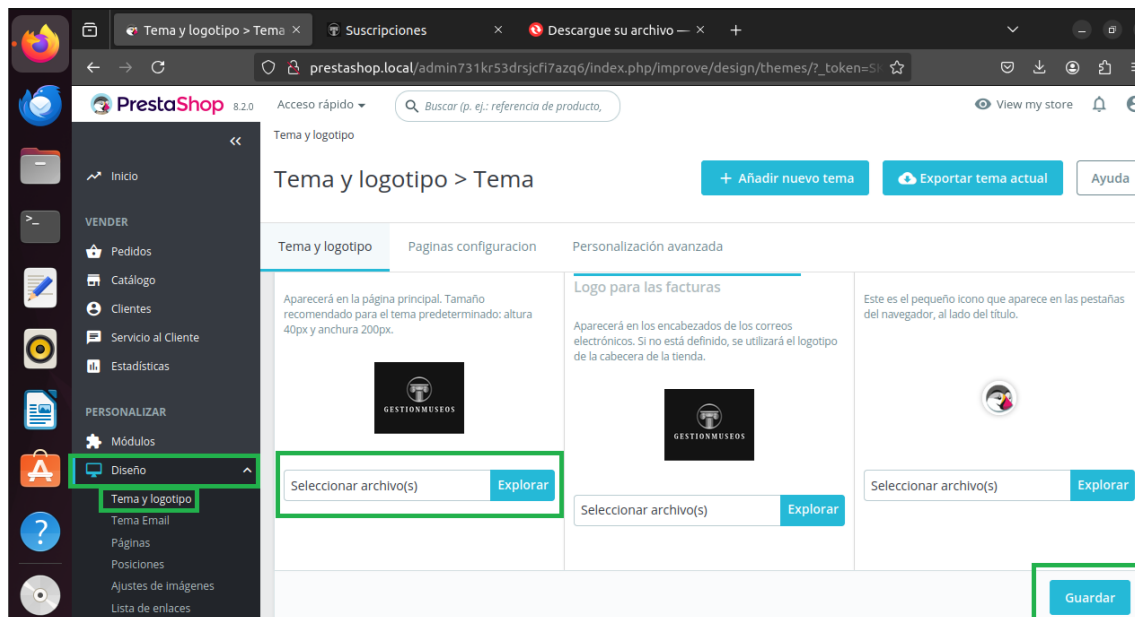 Tema y logotipo > Tema
Suscripciones
Descargue su archivo —
prestashop.local/admin731kr53drsjcfi7azq6/index.php/improve/design/themes/?_token=
PrestaShop 8.2.0
Acceso rápido
Buscar (p. ej.: referencia de producto,
View my store
Tema y logotipo
Tema y logotipo > Tema
+ Añadir nuevo tema
Exportar tema actual
Ayuda
Inicio
VENDER
Pedidos
Catálogo
Clientes
Servicio al Cliente
Estadísticas
PERSONALIZAR
Módulos
Diseño
Tema y logotipo
Tema Email
Páginas
Posiciones
Ajustes de imágenes
Lista de enlaces
Tema y logotipo
Paginas configuracion
Personalización avanzada
Aparecerá en la página principal. Tamaño
recomendado para el tema predeterminado: altura
40px y anchura 200px.
GESTIONMUSEOS
Seleccionar archivo(s)
Explorar
Logo para las facturas
Aparecerá en los encabezados de los correos
electrónicos. Si no está definido, se utilizará el logotipo
de la cabecera de la tienda.
GESTIONMUSEOS
Seleccionar archivo(s)
Explorar
Este es el pequeño icono que aparece en las pestañas
del navegador, al lado del título.
Seleccionar archivo(s)
Explorar
Guardar